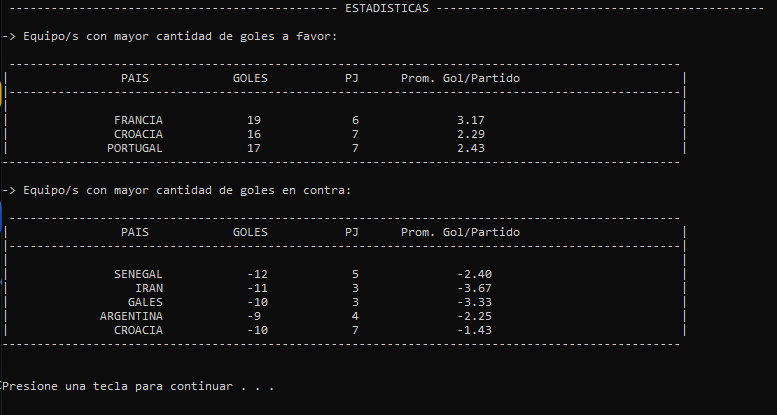 ---------------------------------------------- ESTADISTICAS ----------------------------------------------
-> Equipo/s con mayor cantidad de goles a favor:
------------------------------------------------------------------------------------------------
| PAIS GOLES PJ Prom. Gol/Partido |
|------------------------------------------------------------------------------------------------|
| |
| FRANCIA 19 6 3.17 |
| CROACIA 16 7 2.29 |
| PORTUGAL 17 7 2.43 |
------------------------------------------------------------------------------------------------
-> Equipo/s con mayor cantidad de goles en contra:
------------------------------------------------------------------------------------------------
| PAIS GOLES PJ Prom. Gol/Partido |
|------------------------------------------------------------------------------------------------|
| |
| SENEGAL -12 5 -2.40 |
| IRAN -11 3 -3.67 |
| GALES -10 3 -3.33 |
| ARGENTINA -9 4 -2.25 |
| CROACIA -10 7 -1.43 |
------------------------------------------------------------------------------------------------
Presione una tecla para continuar . . .